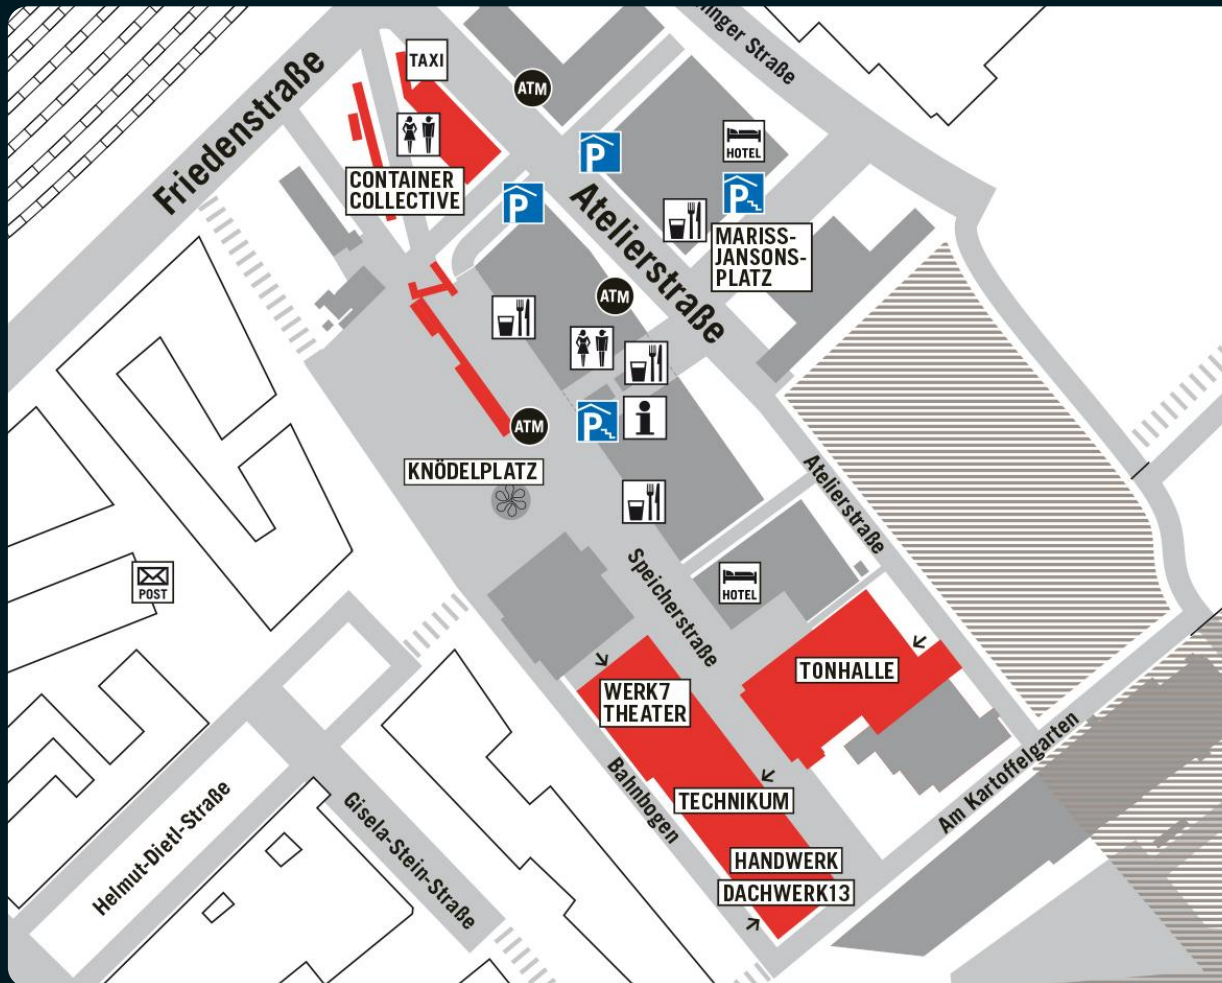 inger Straße
TAXI
ATM
Friedenstraße
P
HOTEL
CONTAINER
COLLECTIVE
P
P
Atelierstraße
MARISS-
JANSONS-
PLATZ
ATM
P
i
ATM
KNÖDELPLATZ
Atelierstraße
POST
Speicherstraße
HOTEL
TONHALLE
WERK7
THEATER
Bahnbogen
TECHNIKUM
Am Kartoffelgarten
Helmut-Dietl-Straße
Gisela-Stein-Straße
HANDWERK
DACHWERK13